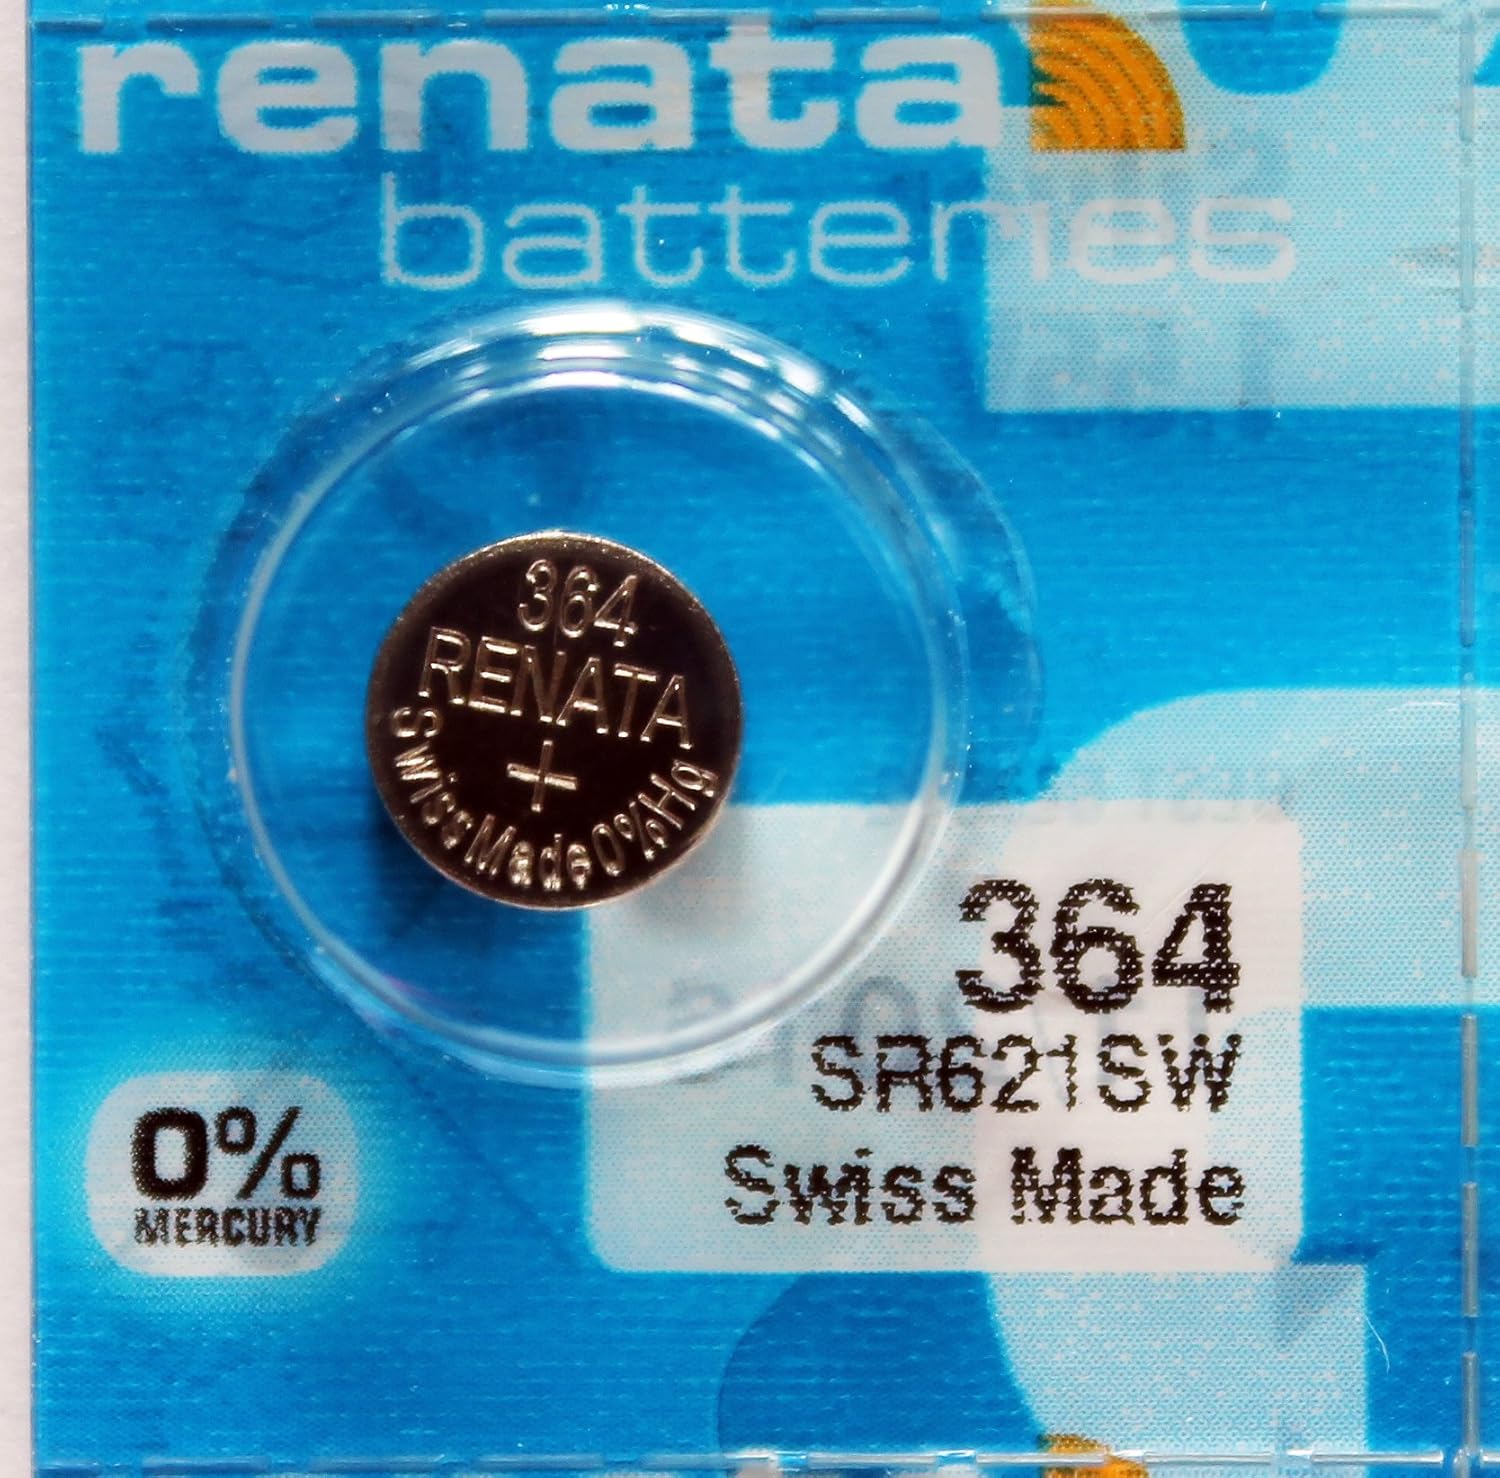 renata
batteries
364
RENATA
+
Swiss Made 0%Hg
364
SR621SW
Swiss Made
0%
MERCURY